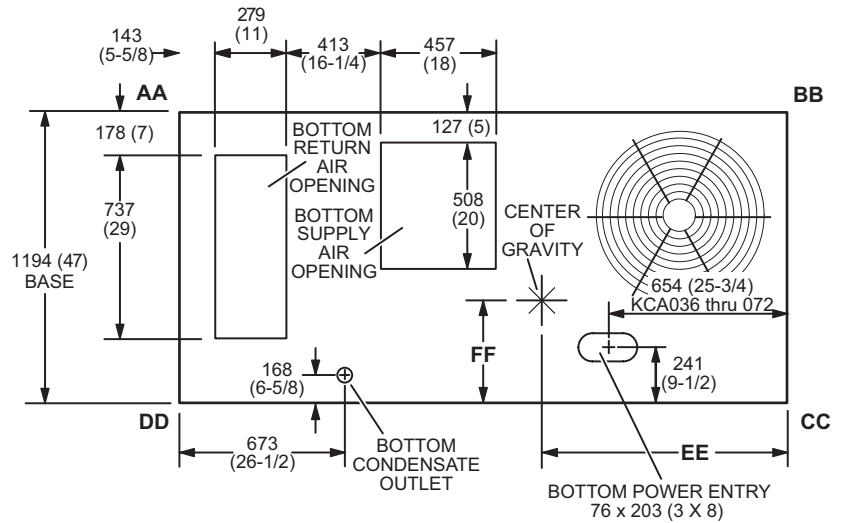 279
(11)
143
(5-5/8)
413
(16-1/4)
457
(18)
AA
BB
178 (7)
127 (5)
BOTTOM
RETURN
AIR
OPENING
737
(29)
508
(20)
BOTTOM
SUPPLY
AIR
OPENING
CENTER
OF
GRAVITY
1194 (47)
BASE
654 (25-3/4)
KCA036 thru 072
FF
168
(6-5/8)
241
(9-1/2)
DD
CC
673
(26-1/2)
BOTTOM
CONDENSATE
OUTLET
EE
BOTTOM POWER ENTRY
76 x 203 (3 X 8)